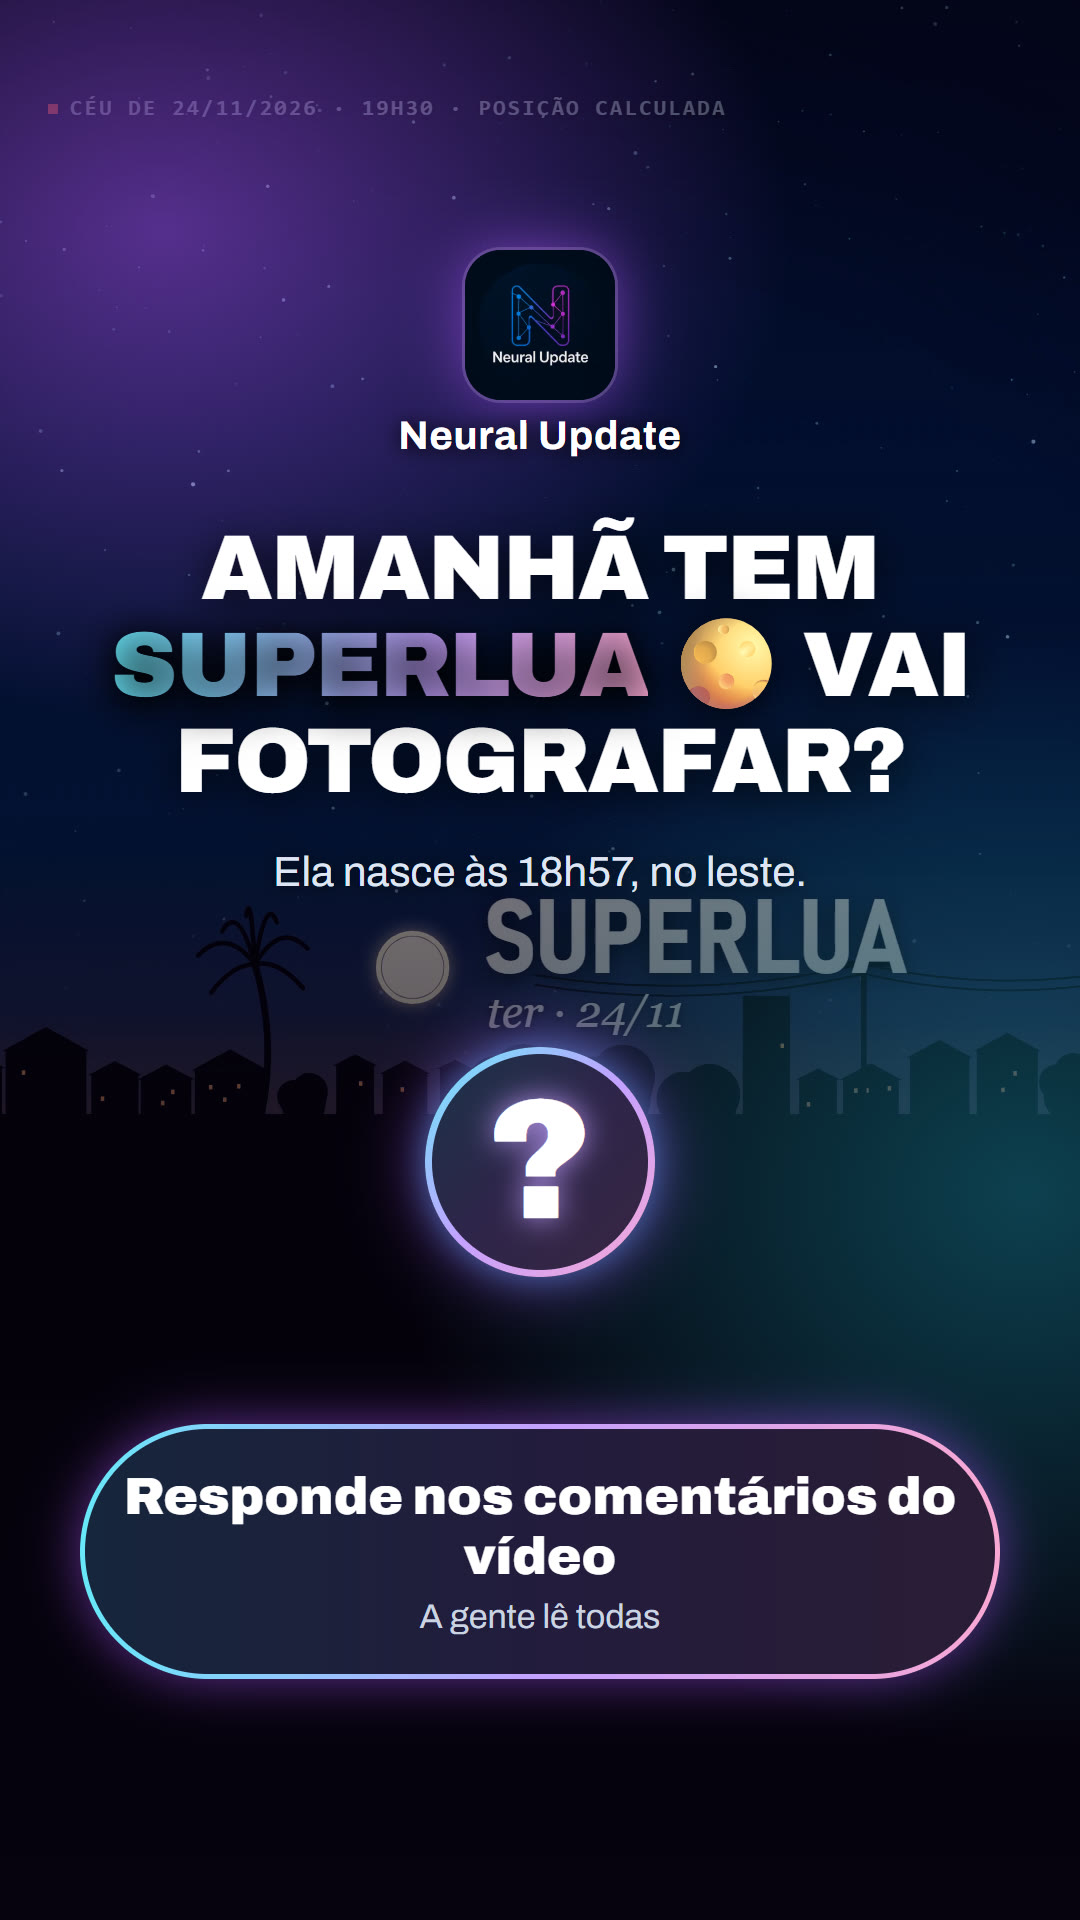 CÉU DE 24/11/2026 · 19H30 · POSIÇÃO CALCULADA
Neural Update
Neural Update
AMANHÃ TEM
SUPERLUA 🌕 VAI
FOTOGRAFAR?
Ela nasce às 18h57, no leste.
SUPERLUA
ter · 24/11
?
Responde nos comentários do
vídeo
A gente lê todas